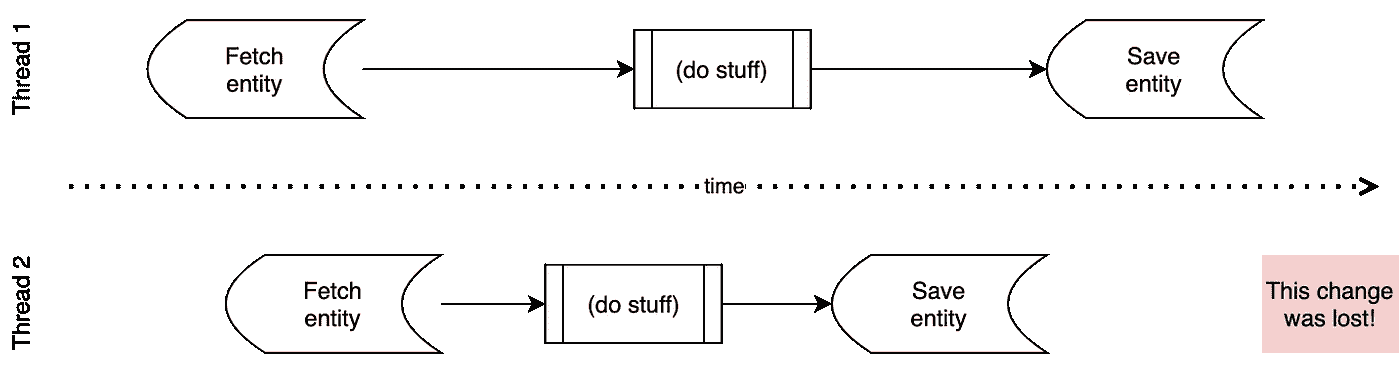 Thread 1
Fetch
entity
(do stuff)
Save
entity
time
Thread 2
Fetch
entity
(do stuff)
Save
entity
This change
was lost!